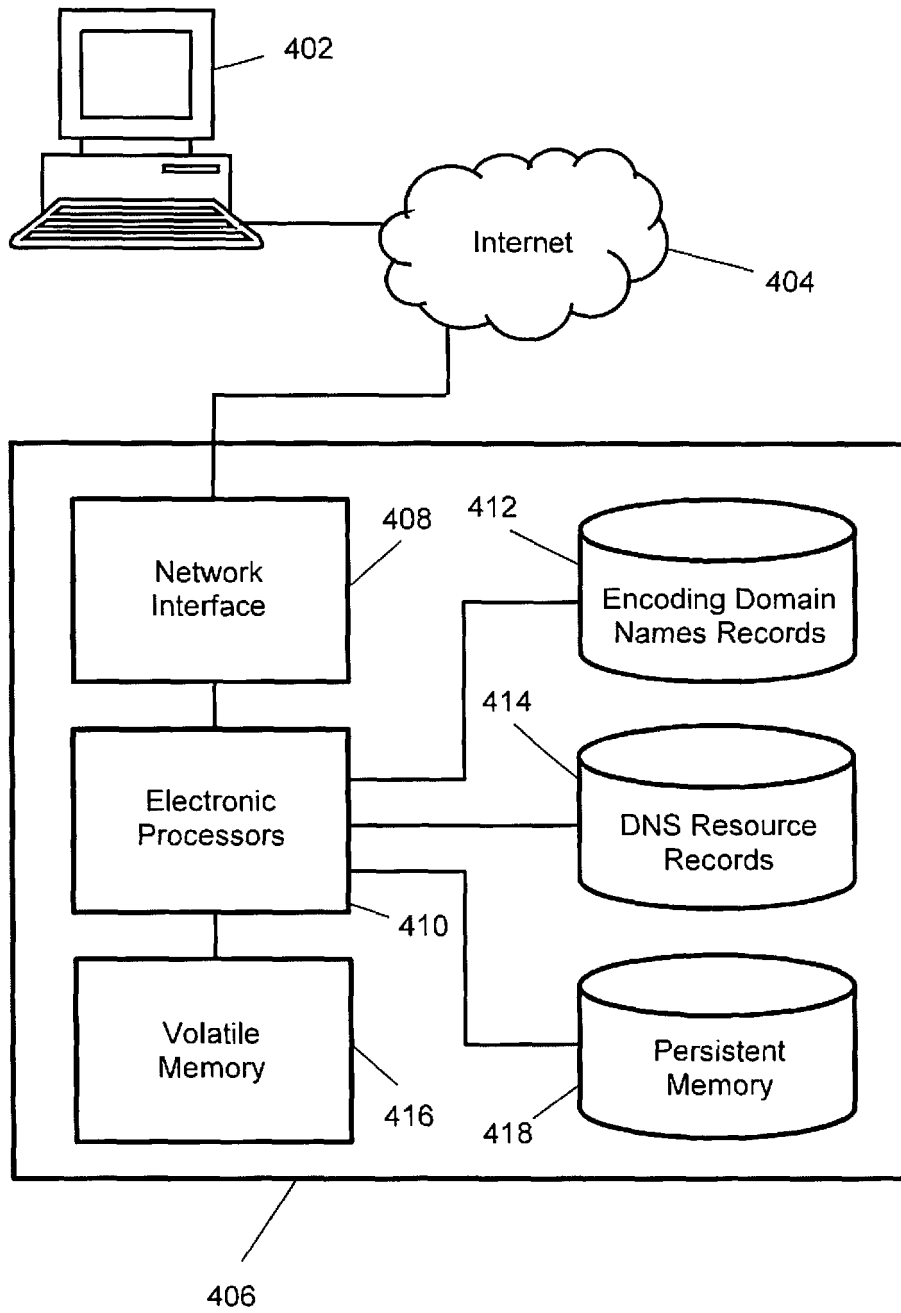 402
Internet
404
408
Network
Interface
412
Encoding Domain
Names Records
414
Electronic
Processors
DNS Resource
Records
410
Volatile
Memory
416
Persistent
Memory
418
406